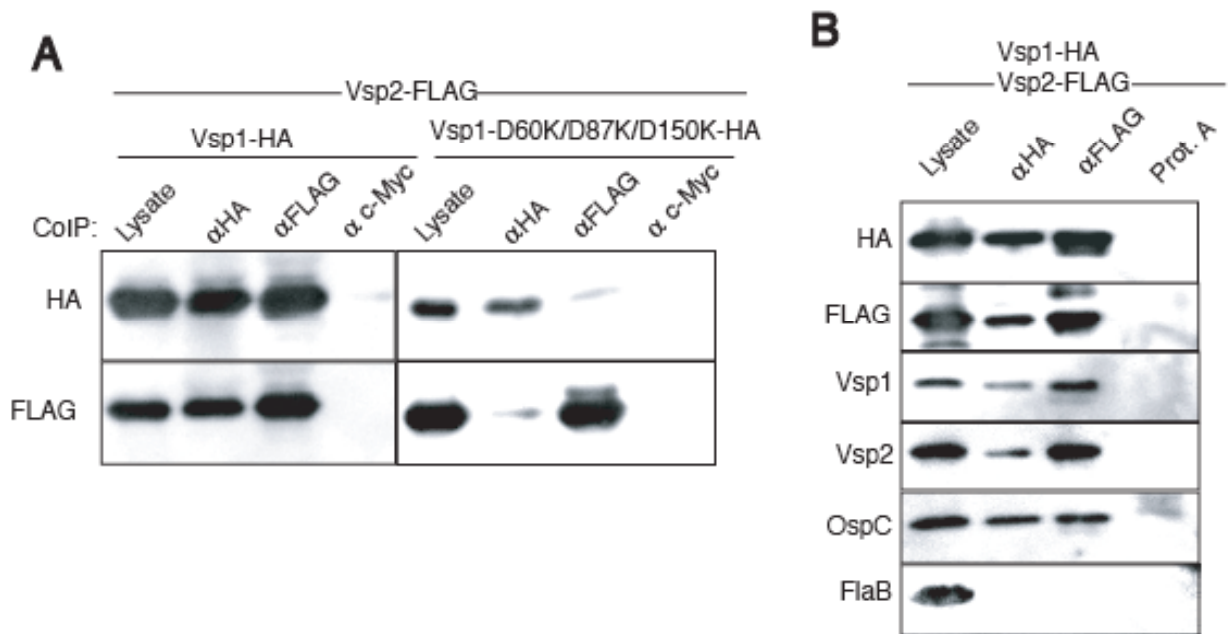 A
Vsp2-FLAG
Vsp1-HA
Vsp1-D60K/D87K/D150K-HA
CoIP: Lysate αHA αFLAG α c-Myc Lysate αHA αFLAG α c-Myc
HA
FLAG
B
Vsp1-HA
Vsp2-FLAG
Lysate αHA αFLAG Prot. A
HA
FLAG
Vsp1
Vsp2
OspC
FlaB